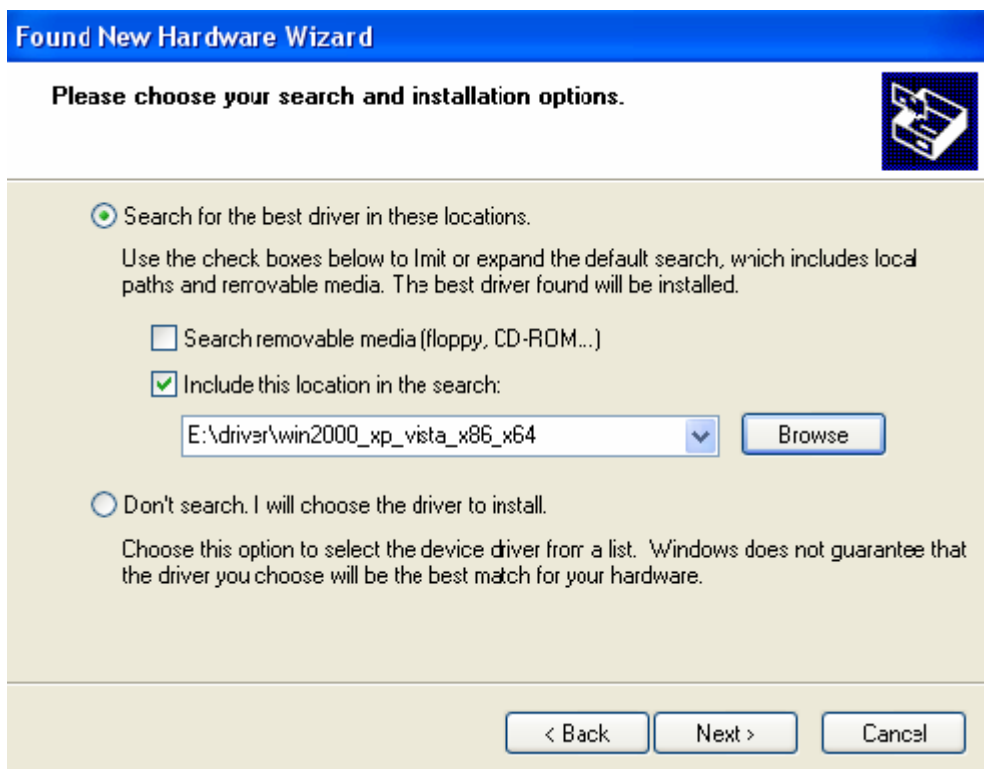 Found New Hardware Wizard
Please choose your search and installation options.
Search for the best driver in these locations.
Use the check boxes below to limit or expand the default search, which includes local
paths and removable media. The best driver found will be installed.
Search removable media (floppy, CD-ROM...)
Include this location in the search:
E:\driver\win2000_xp_vista_x86_x64
Browse
Don't search. I will choose the driver to install.
Choose this option to select the device driver from a list. Windows does not guarantee that
the driver you choose will be the best match for your hardware.
< Back Next > Cancel